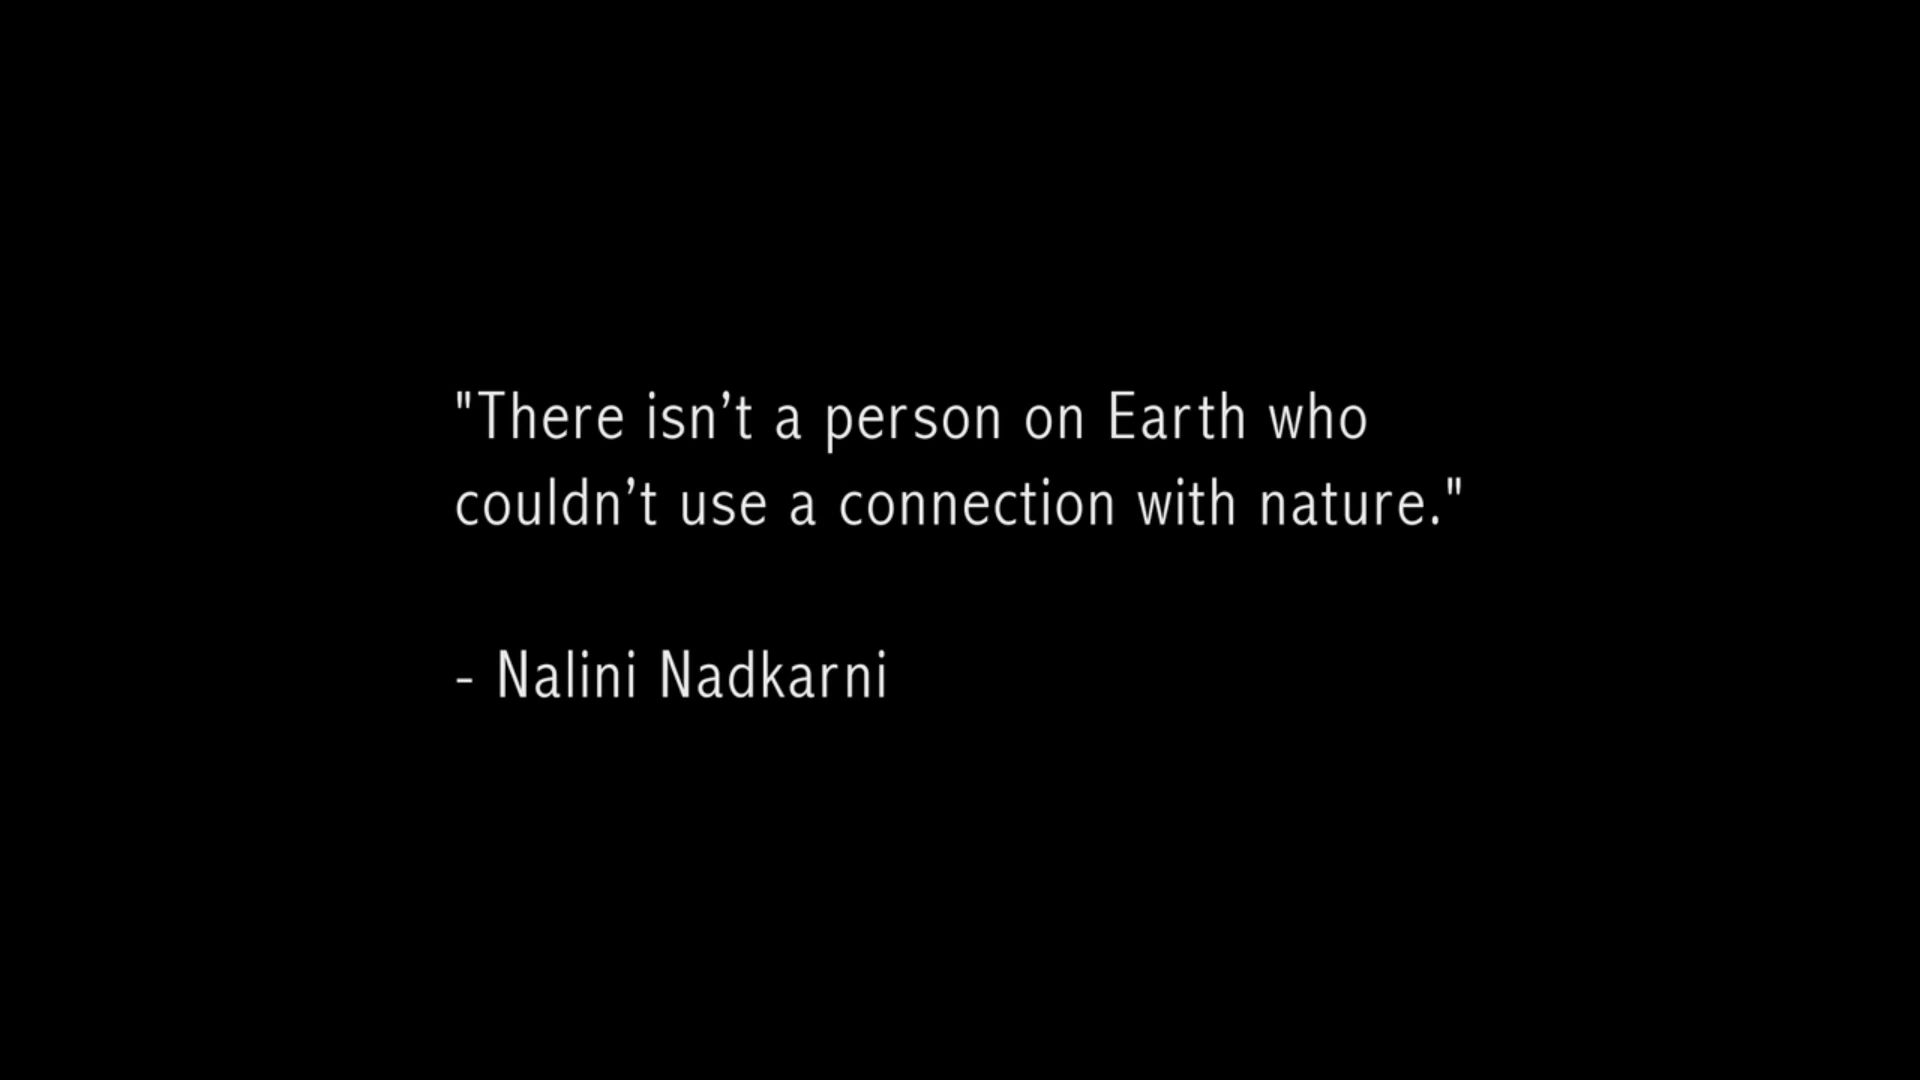 "There isn’t a person on Earth who
couldn’t use a connection with nature."
- Nalini Nadkarni